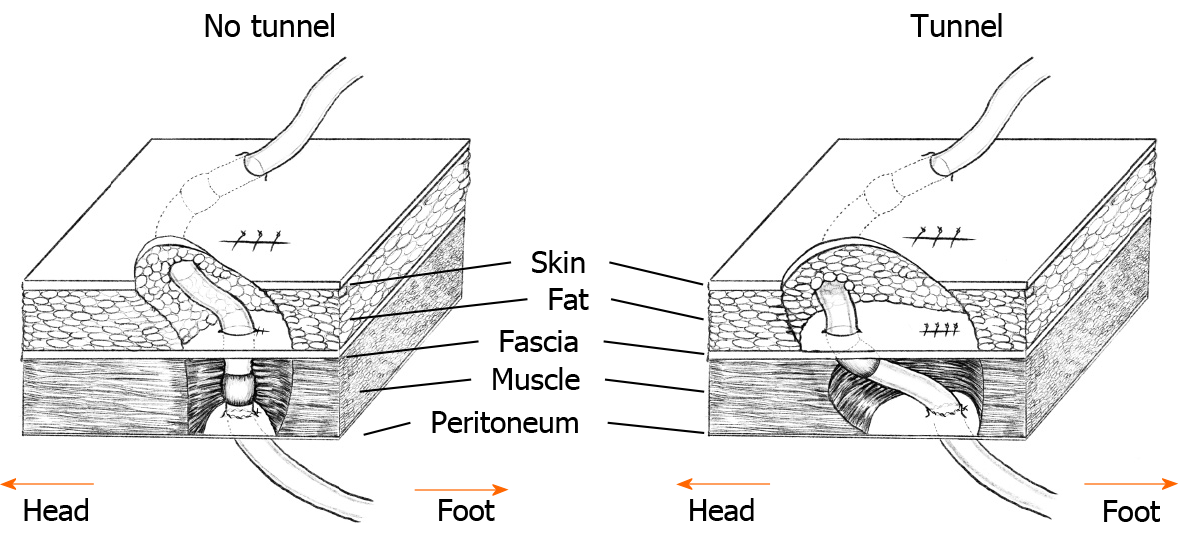 No tunnel
Tunnel
Skin
Fat
Fascia
Muscle
Peritoneum
Head
Foot
Head
Foot